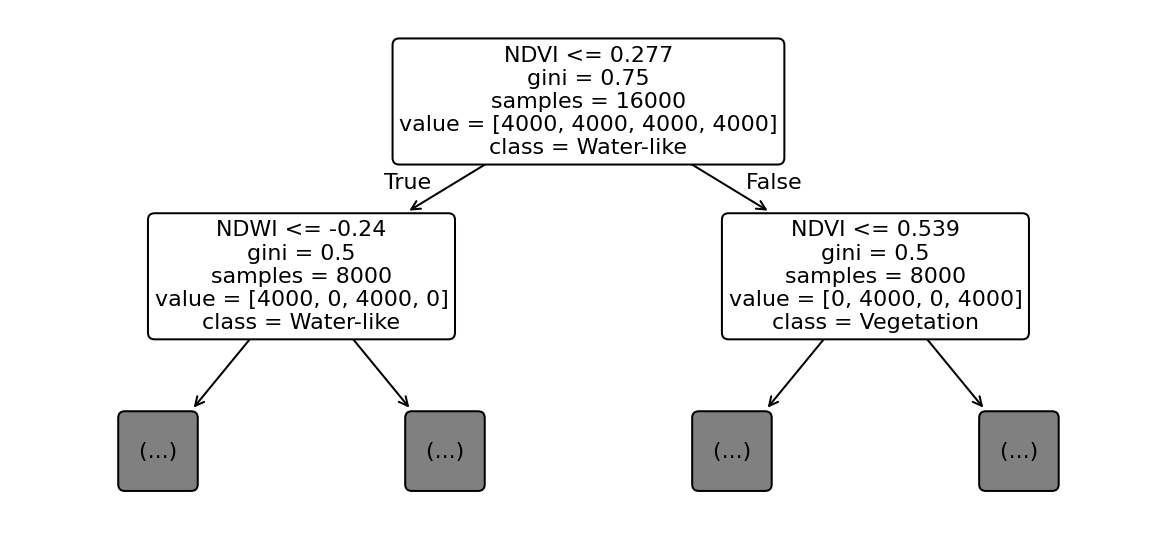 NDVI <= 0.277
gini = 0.75
samples = 16000
value = [4000, 4000, 4000, 4000]
class = Water-like
True
False
NDWI <= -0.24
gini = 0.5
samples = 8000
value = [4000, 0, 4000, 0]
class = Water-like
NDVI <= 0.539
gini = 0.5
samples = 8000
value = [0, 4000, 0, 4000]
class = Vegetation
(...)
(...)
(...)
(...)